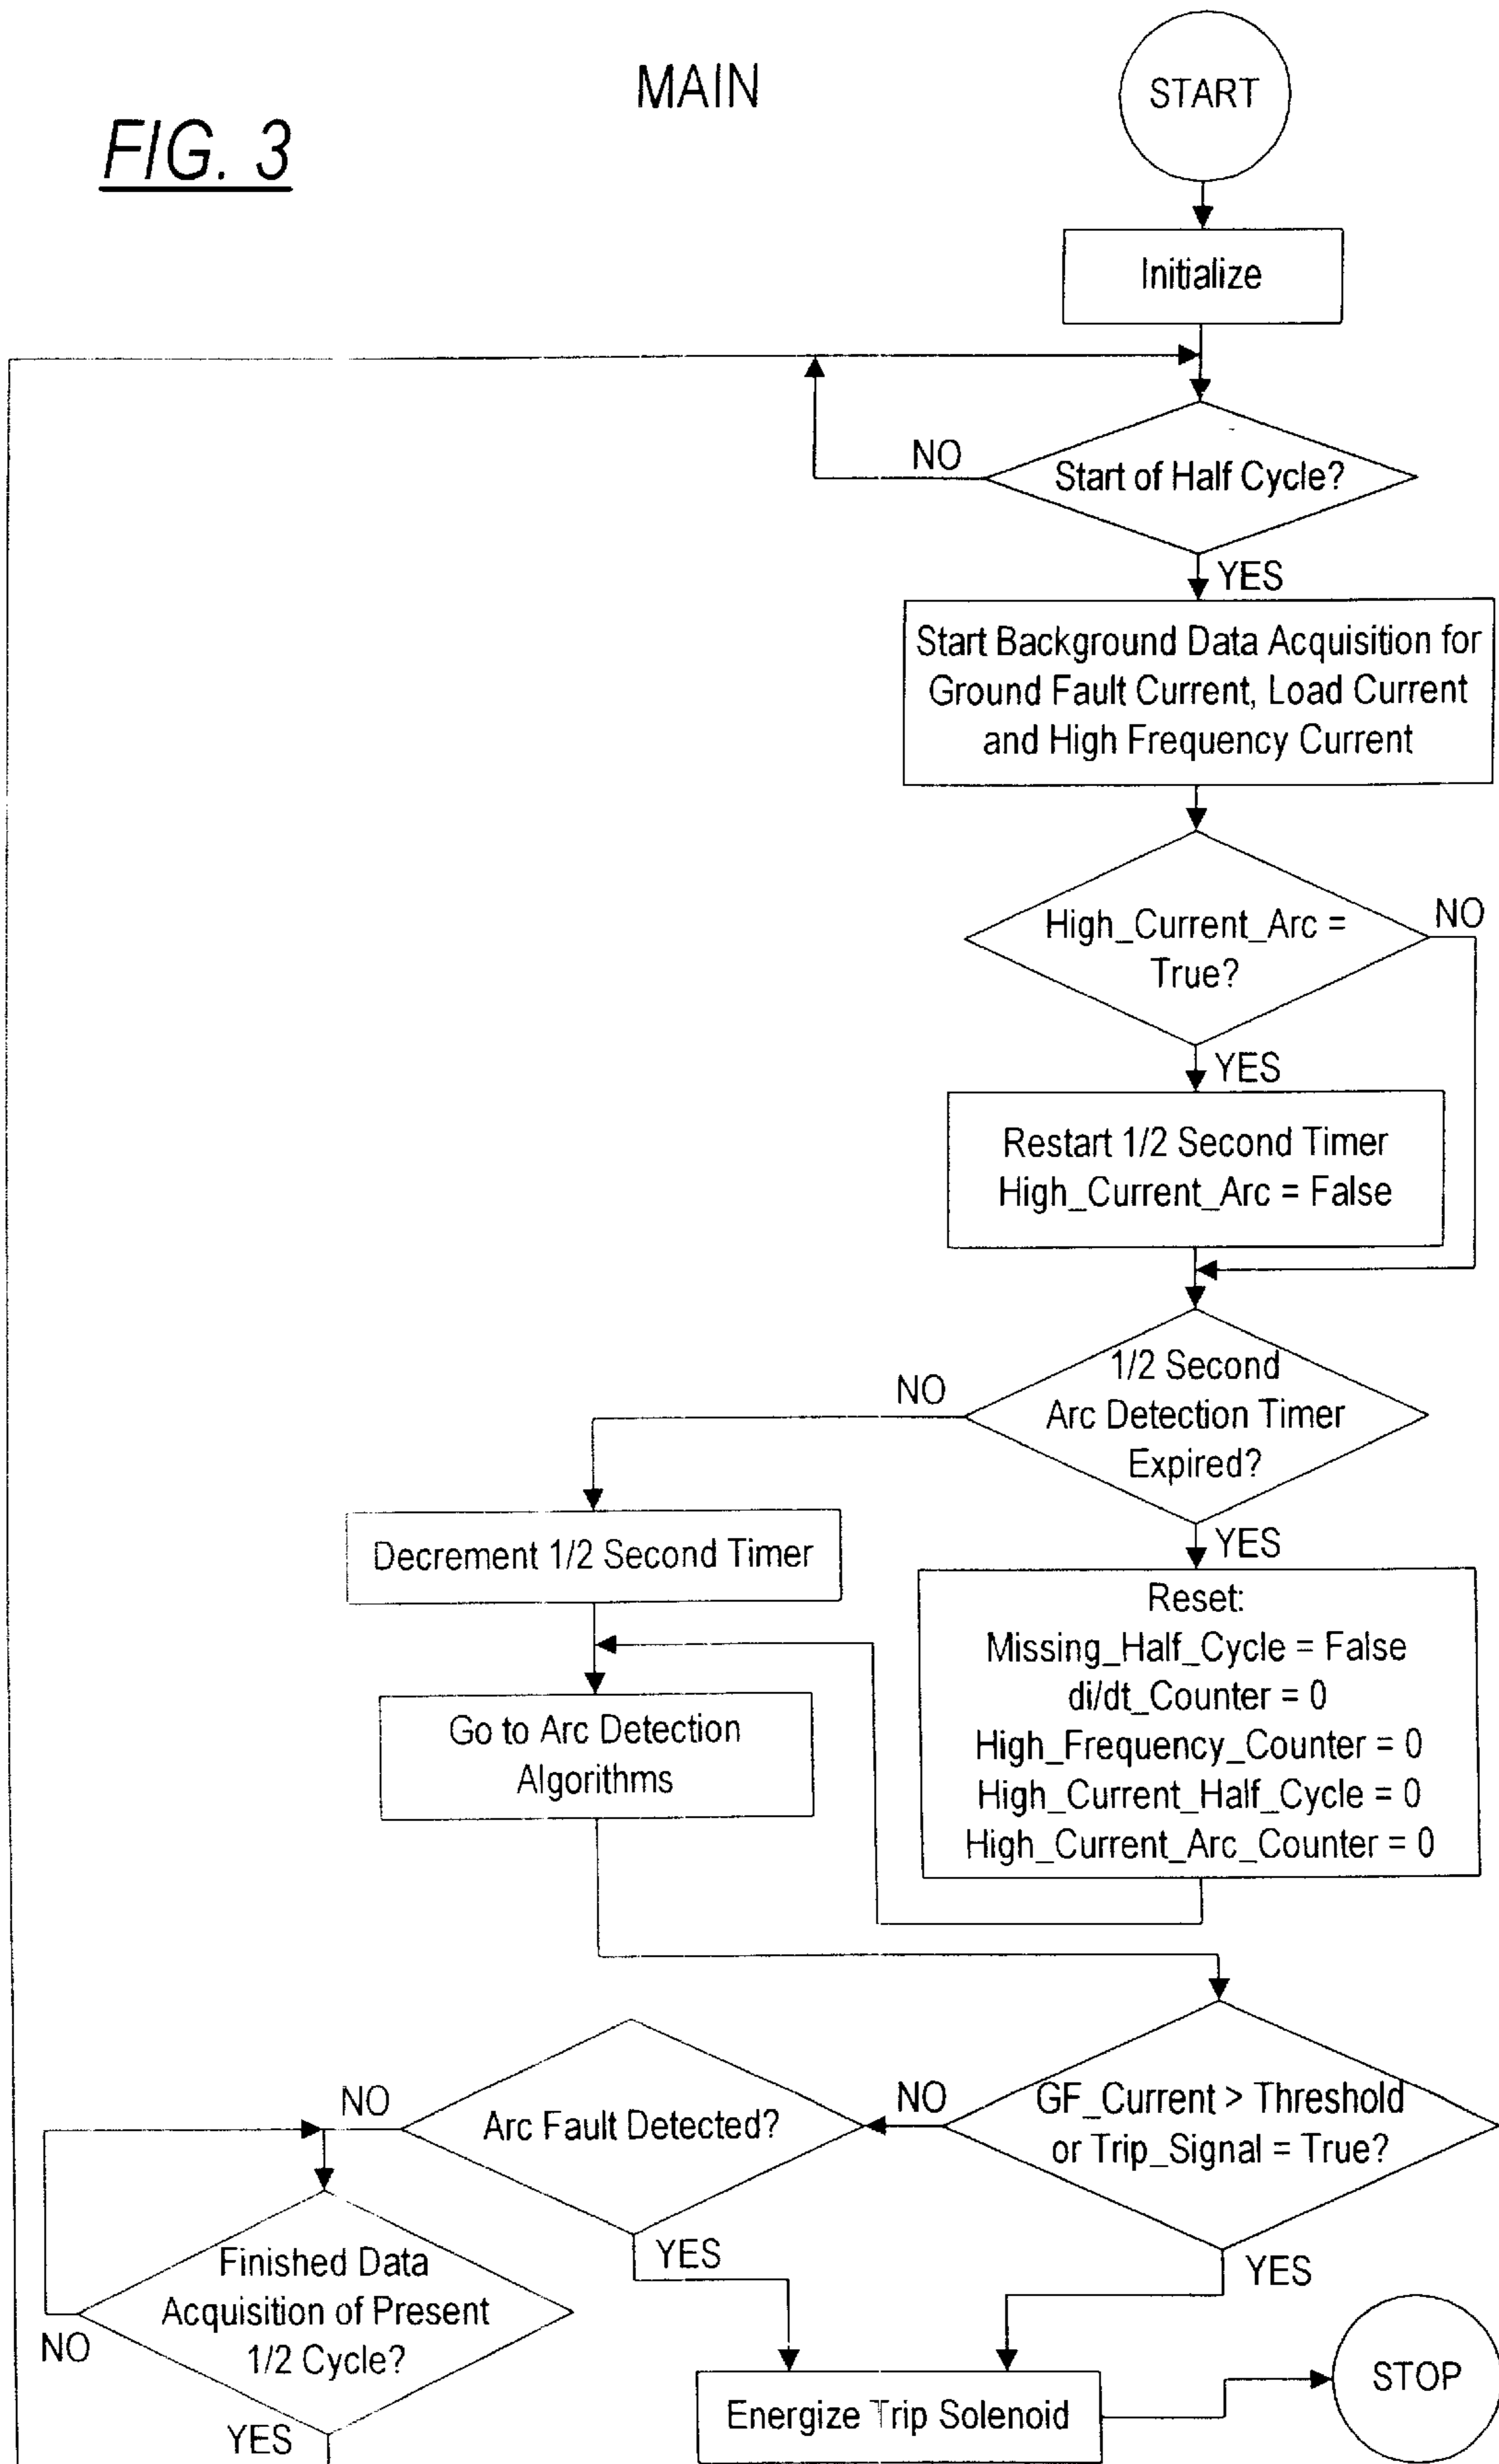 MAIN
FIG. 3
START
Initialize
NO
Start of Half Cycle?
YES
Start Background Data Acquisition for
Ground Fault Current, Load Current
and High Frequency Current
High_Current_Arc =
True?
NO
YES
Restart 1/2 Second Timer
High_Current_Arc = False
1/2 Second
Arc Detection Timer
Expired?
NO
YES
Decrement 1/2 Second Timer
Reset:
Missing_Half_Cycle = False
di/dt_Counter = 0
High_Frequency_Counter = 0
High_Current_Half_Cycle = 0
High_Current_Arc_Counter = 0
Go to Arc Detection
Algorithms
GF_Current > Threshold
or Trip_Signal = True?
NO
YES
Arc Fault Detected?
NO
YES
Finished Data
Acquisition of Present
1/2 Cycle?
NO
YES
Energize Trip Solenoid
STOP